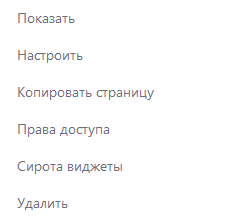 Показать
Настроить
Копировать страницу
Права доступа
Сирота виджеты
Удалить